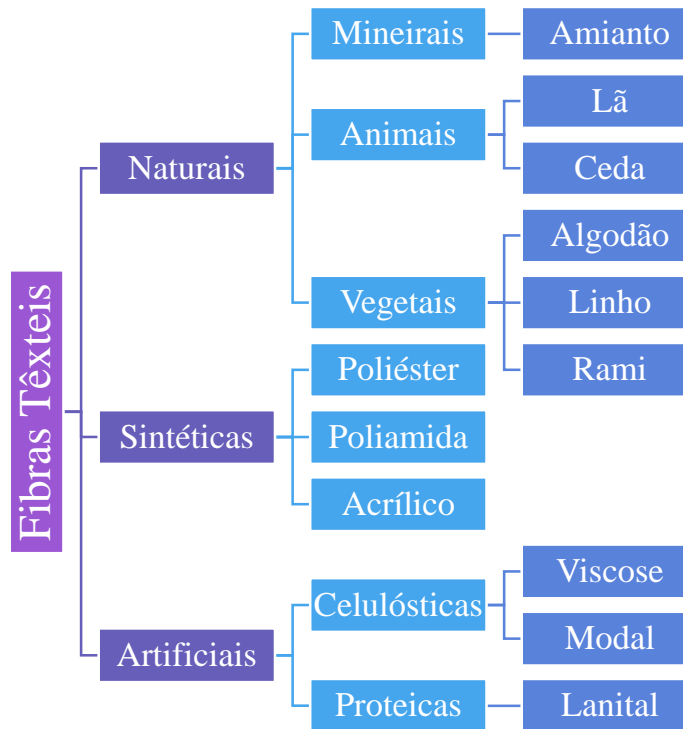 Fibras Têxteis
Naturais
Mineirais
Amianto
Animais
Lã
Ceda
Vegetais
Algodão
Linho
Rami
Sintéticas
Poliéster
Poliamida
Acrílico
Artificiais
Celulósticas
Viscose
Modal
Proteicas
Lanital